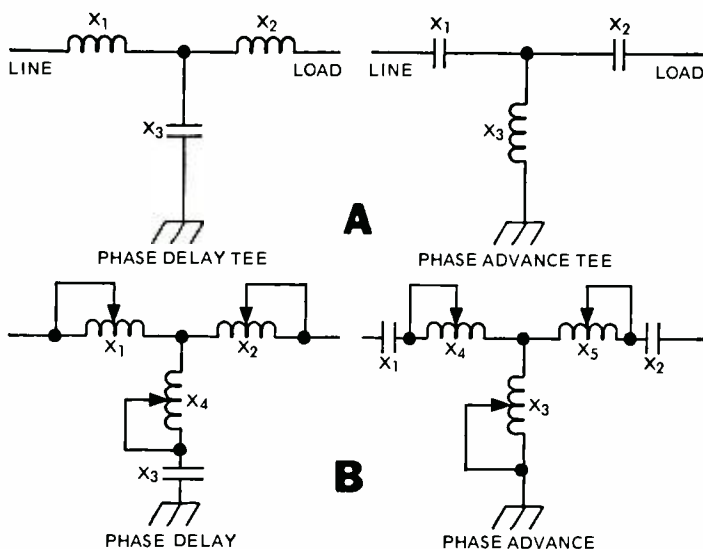 X1 X2
LINE LOAD
X3
X1 X2
LINE LOAD
X3
A
PHASE DELAY TEE
PHASE ADVANCE TEE
X1 X2
X4
X3
X1 X4 X5 X2
X3
B
PHASE DELAY
PHASE ADVANCE